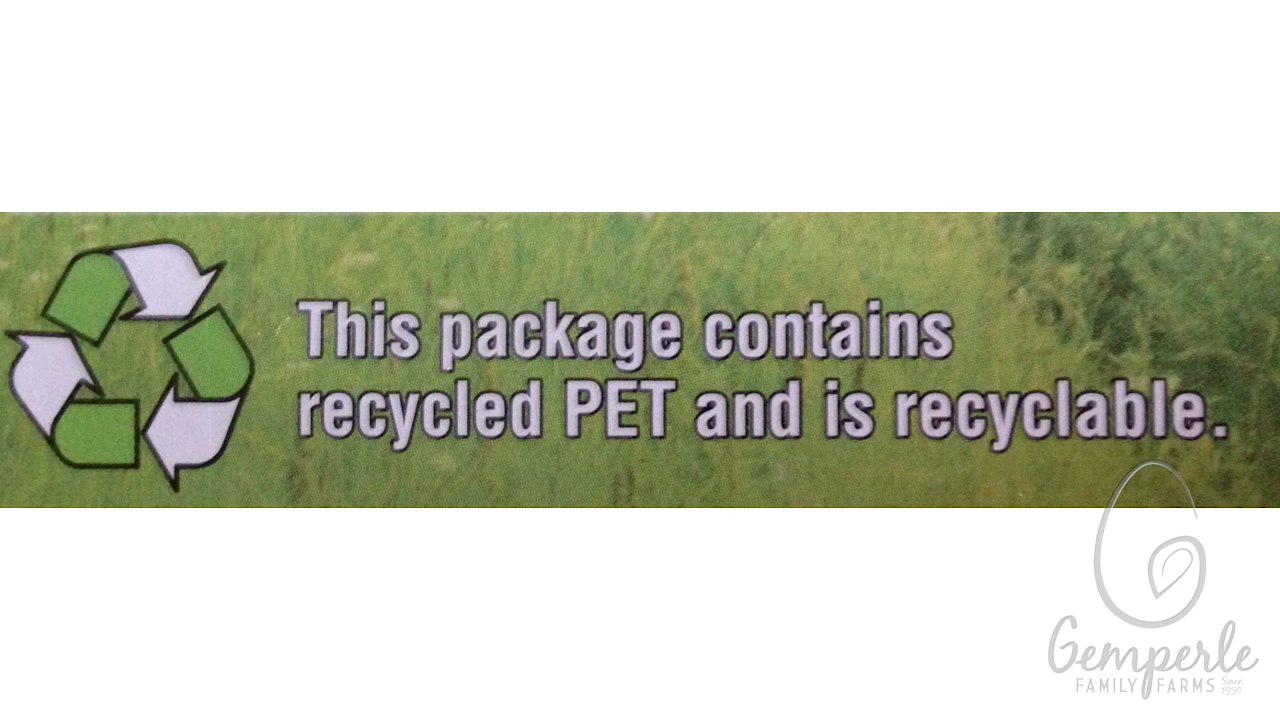 This package contains
recycled PET and is recyclable.
Gemperle
FAMILY FARMS Since
1950